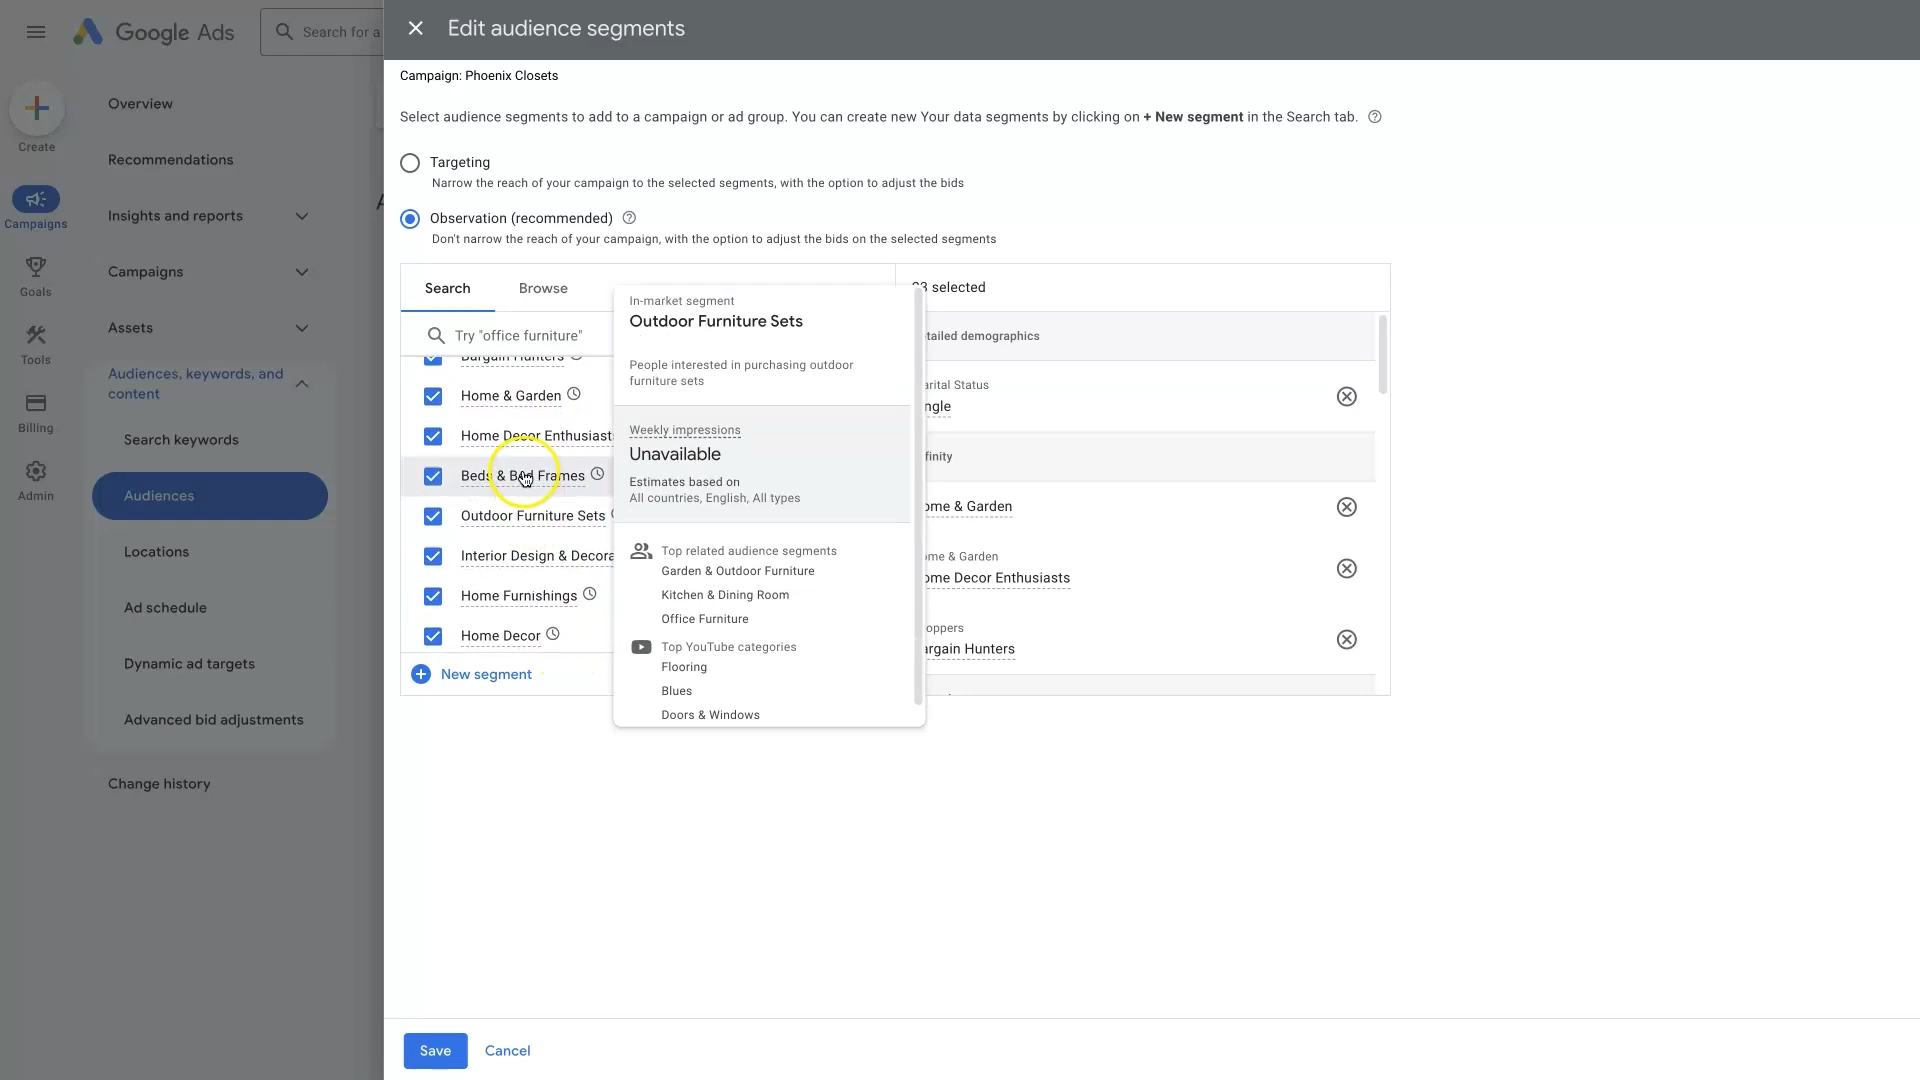 Google Ads
Search for a
Create
Campaigns
Goals
Tools
Billing
Admin
Overview
Recommendations
Insights and reports
Campaigns
Assets
Audiences, keywords, and
content
Search keywords
Audiences
Locations
Ad schedule
Dynamic ad targets
Advanced bid adjustments
Change history
Edit audience segments
Campaign: Phoenix Closets
Select audience segments to add to a campaign or ad group. You can create new Your data segments by clicking on + New segment in the Search tab.
Targeting
Narrow the reach of your campaign to the selected segments, with the option to adjust the bids
Observation (recommended)
Don't narrow the reach of your campaign, with the option to adjust the bids on the selected segments
Search
Browse
Try "office furniture"
Bargain Hunters
Home & Garden
Home Decor Enthusiast
Beds & Bed Frames
Outdoor Furniture Sets
Interior Design & Decora
Home Furnishings
Home Decor
New segment
In-market segment
Outdoor Furniture Sets
People interested in purchasing outdoor
furniture sets
Weekly impressions
Unavailable
Estimates based on
All countries, English, All types
Top related audience segments
Garden & Outdoor Furniture
Kitchen & Dining Room
Office Furniture
Top YouTube categories
Flooring
Blues
Doors & Windows
selected
tailed demographics
arital Status
ngle
finity
ome & Garden
ome & Garden
ome Decor Enthusiasts
oppers
argain Hunters
Save
Cancel